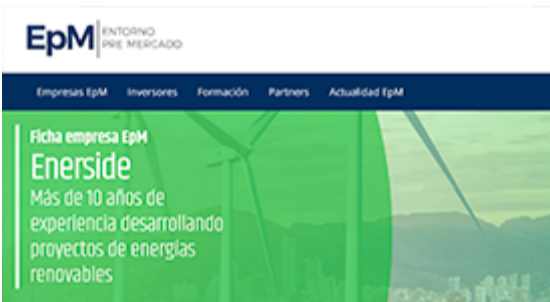 EpM ENTORNO
PRE MERCADO
Empresas EpM Inversores Formación Partners Actualidad EpM
Ficha empresa EpM
Enerside
Más de 10 años de
experiencia desarrollando
proyectos de energías
renovables